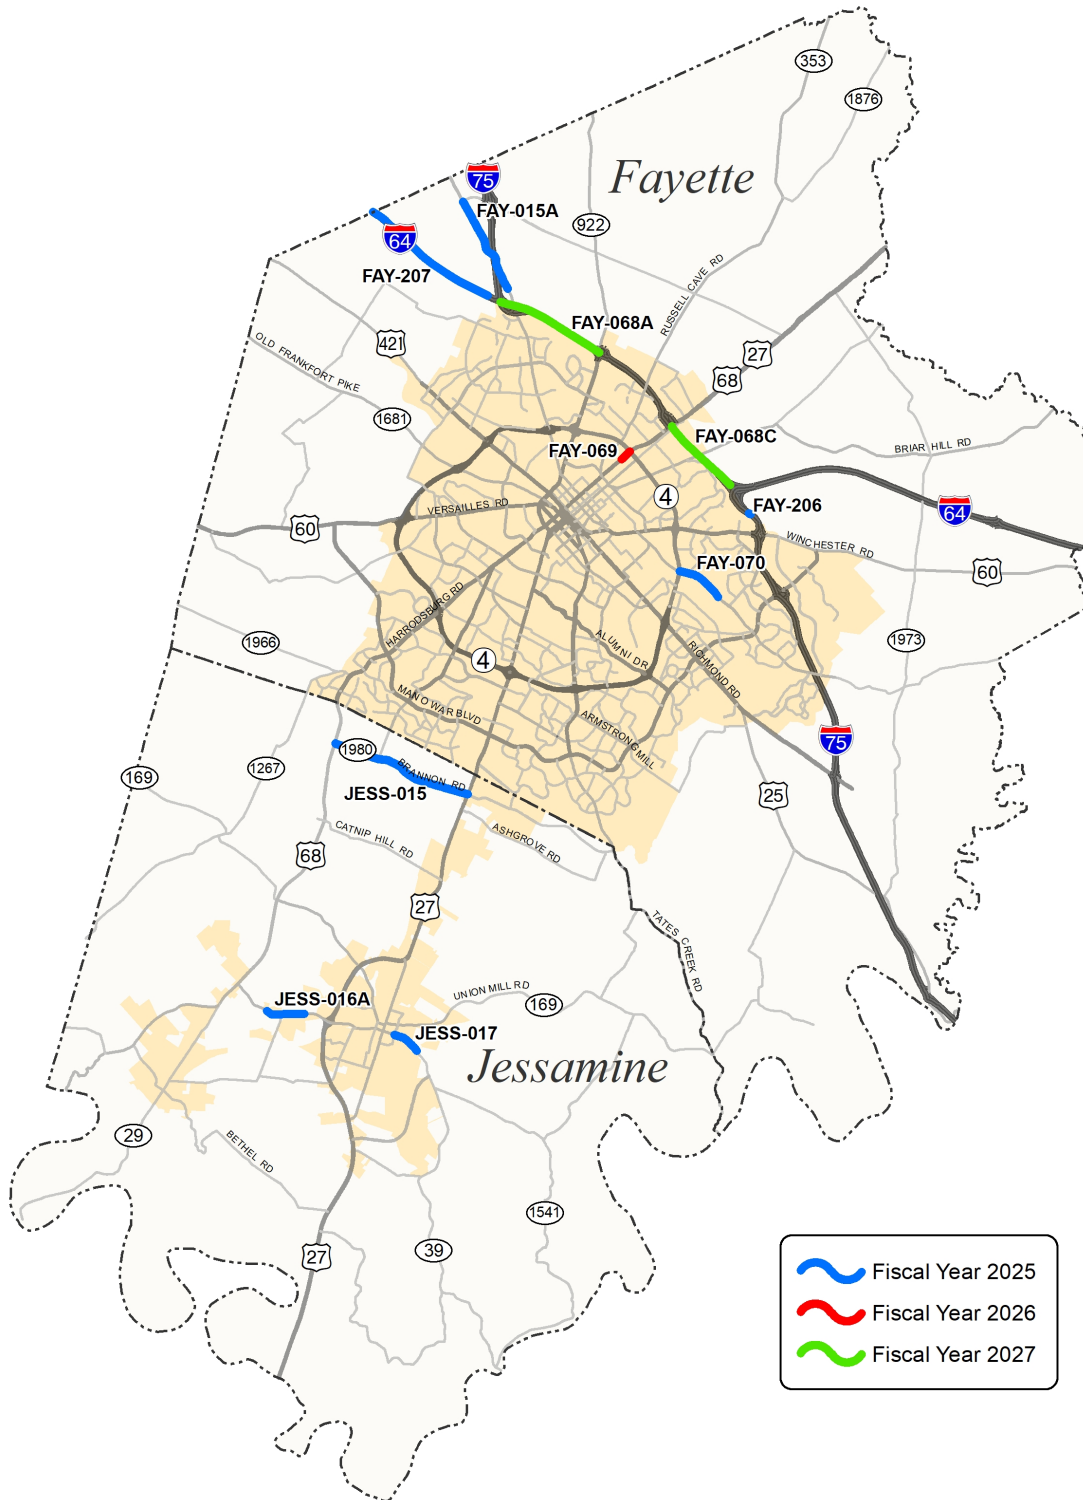 353
1876
75
Fayette
FAY-015A
922
64
FAY-207
RUSSELL CAVE RD
FAY-068A
421
27
OLD FRANKFORT PIKE
68
1681
FAY-068C
BRIAR HILL RD
FAY-069
4
VERSAILLES RD
FAY-206
64
60
WINCHESTER RD
FAY-070
60
HARRODSBURG RD
1966
ALUMNI DR
1973
4
RICHMOND RD
MAN O WAR BLVD
ARMSTRONG MILL
75
1980
169
1267
BRANNON RD
JESS-015
25
CATNIP HILL RD
ASHGROVE RD
68
27
TATES CREEK RD
JESS-016A
UNION MILL RD
169
JESS-017
Jessamine
29
BETHEL RD
1541
39
27
Fiscal Year 2025
Fiscal Year 2026
Fiscal Year 2027